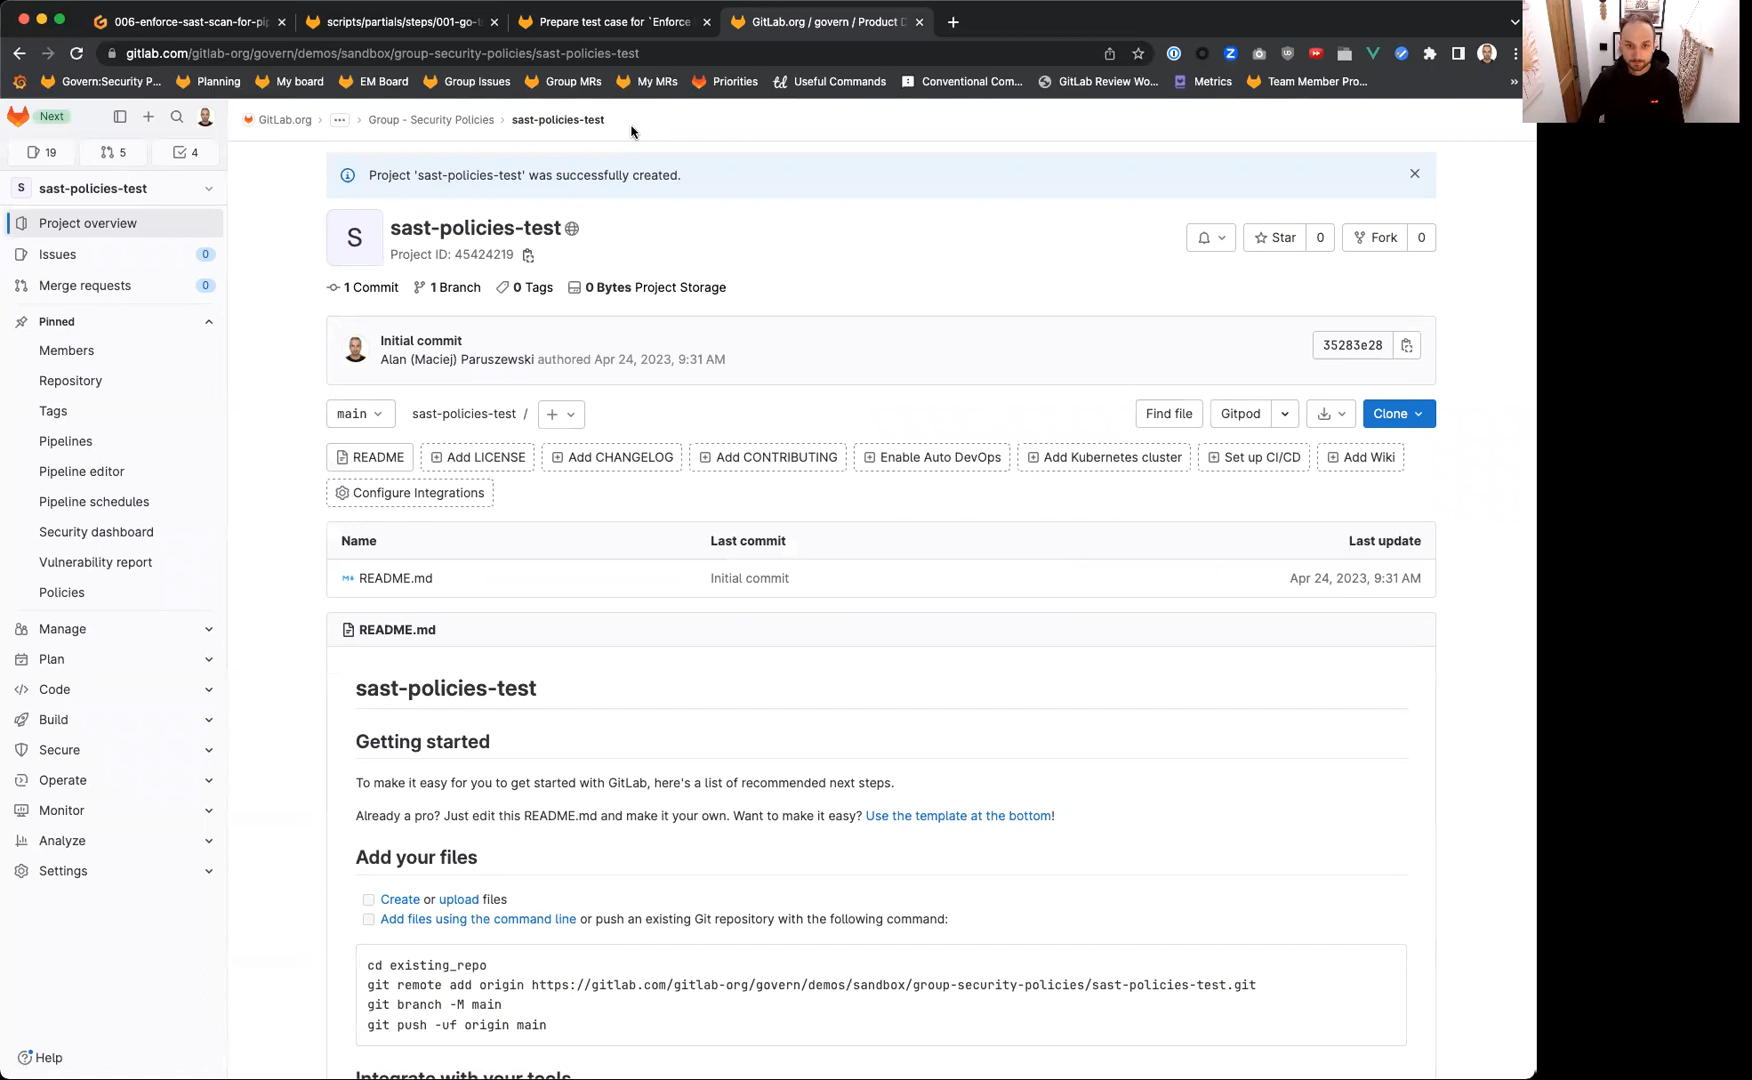 006-enforce-sast-scan-for-pi
scripts/partials/steps/001-go-t
Prepare test case for `Enforce
GitLab.org / govern / Product D
gitlab.com/gitlab-org/govern/demos/sandbox/group-security-policies/sast-policies-test
Govern:Security P...
Planning
My board
EM Board
Group Issues
Group MRs
My MRs
Priorities
Useful Commands
Conventional Com...
GitLab Review Wo...
Metrics
Team Member Pro...
Next
GitLab.org › ... › Group - Security Policies › sast-policies-test
19
5
4
S
sast-policies-test
Project overview
Issues 0
Merge requests 0
Pinned
Members
Repository
Tags
Pipelines
Pipeline editor
Pipeline schedules
Security dashboard
Vulnerability report
Policies
Manage
Plan
Code
Build
Secure
Operate
Monitor
Analyze
Settings
Help
Project 'sast-policies-test' was successfully created.
S
sast-policies-test
Project ID: 45424219
Star 0
Fork 0
1 Commit
1 Branch
0 Tags
0 Bytes Project Storage
Initial commit
Alan (Maciej) Paruszewski authored Apr 24, 2023, 9:31 AM
35283e28
main
sast-policies-test /
Find file
Gitpod
Clone
README
Add LICENSE
Add CHANGELOG
Add CONTRIBUTING
Enable Auto DevOps
Add Kubernetes cluster
Set up CI/CD
Add Wiki
Configure Integrations
Name Last commit Last update
README.md Initial commit Apr 24, 2023, 9:31 AM
README.md
sast-policies-test
Getting started
To make it easy for you to get started with GitLab, here's a list of recommended next steps.
Already a pro? Just edit this README.md and make it your own. Want to make it easy? Use the template at the bottom!
Add your files
Create or upload files
Add files using the command line or push an existing Git repository with the following command:
cd existing_repo
git remote add origin https://gitlab.com/gitlab-org/govern/demos/sandbox/group-security-policies/sast-policies-test.git
git branch -M main
git push -uf origin main
Integrate with your tools